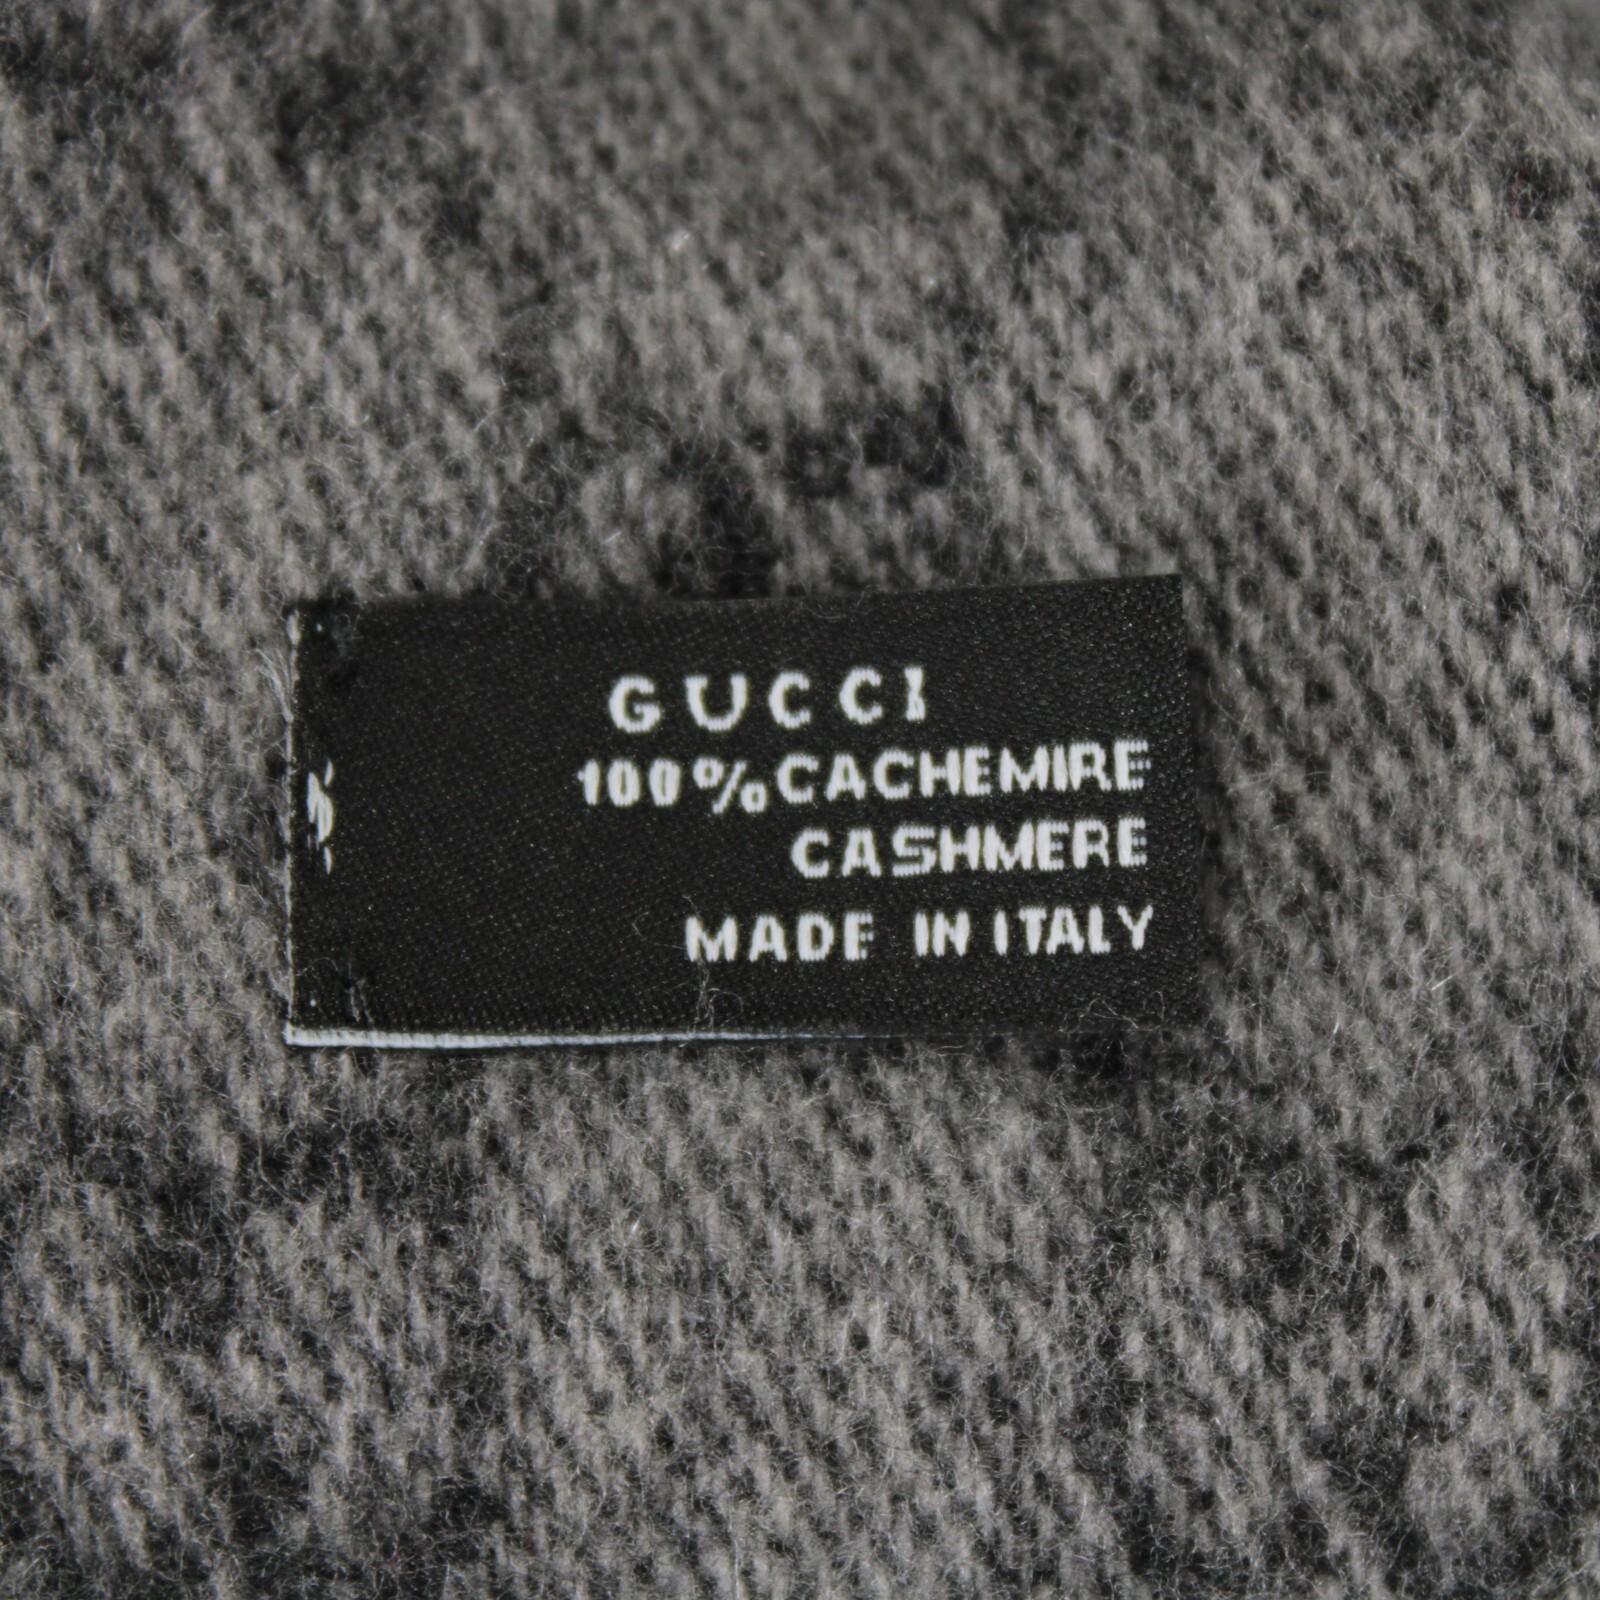 GUCCI
100%CACHEMIRE
CASHMERE
MADE IN ITALY